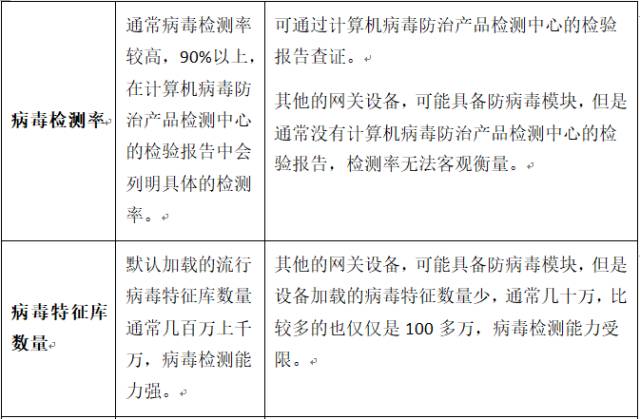 病毒检测率
通常病毒检测率
较高，90%以上，
在计算机病毒防
治产品检测中心
的检验报告中会
列明具体的检测
率。
可通过计算机病毒防治产品检测中心的检验
报告查证。
其他的网关设备，可能具备防病毒模块，但是
通常没有计算机病毒防治产品检测中心的检
验报告，检测率无法客观衡量。
病毒特征库
数量
默认加载的流行
病毒特征库数量
通常几百万上千
万，病毒检测能
力强。
其他的网关设备，可能具备防病毒模块，但是
设备加载的病毒特征数量少，通常几十万，比
较多的也仅仅是 100 多万，病毒检测能力受
限。